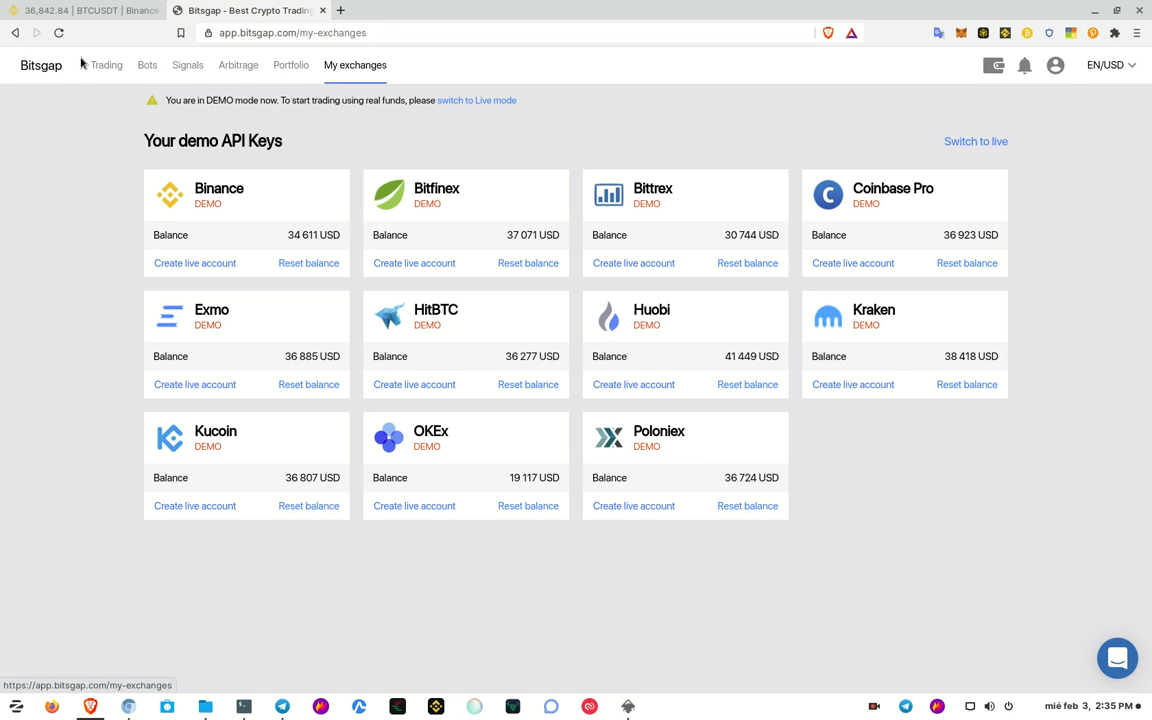 36,842.84 | BTCUSDT | Binance
Bitsgap - Best Crypto Trading
app.bitsgap.com/my-exchanges
Bitsgap
Trading
Bots
Signals
Arbitrage
Portfolio
My exchanges
EN/USD
You are in DEMO mode now. To start trading using real funds, please switch to Live mode
Your demo API Keys
Switch to live
Binance
DEMO
Balance 34 611 USD
Create live account Reset balance
Bitfinex
DEMO
Balance 37 071 USD
Create live account Reset balance
Bittrex
DEMO
Balance 30 744 USD
Create live account Reset balance
Coinbase Pro
DEMO
Balance 36 923 USD
Create live account Reset balance
Exmo
DEMO
Balance 36 885 USD
Create live account Reset balance
HitBTC
DEMO
Balance 36 277 USD
Create live account Reset balance
Huobi
DEMO
Balance 41 449 USD
Create live account Reset balance
Kraken
DEMO
Balance 38 418 USD
Create live account Reset balance
Kucoin
DEMO
Balance 36 807 USD
Create live account Reset balance
OKEx
DEMO
Balance 19 117 USD
Create live account Reset balance
Poloniex
DEMO
Balance 36 724 USD
Create live account Reset balance
https://app.bitsgap.com/my-exchanges
mié feb 3, 2:35 PM